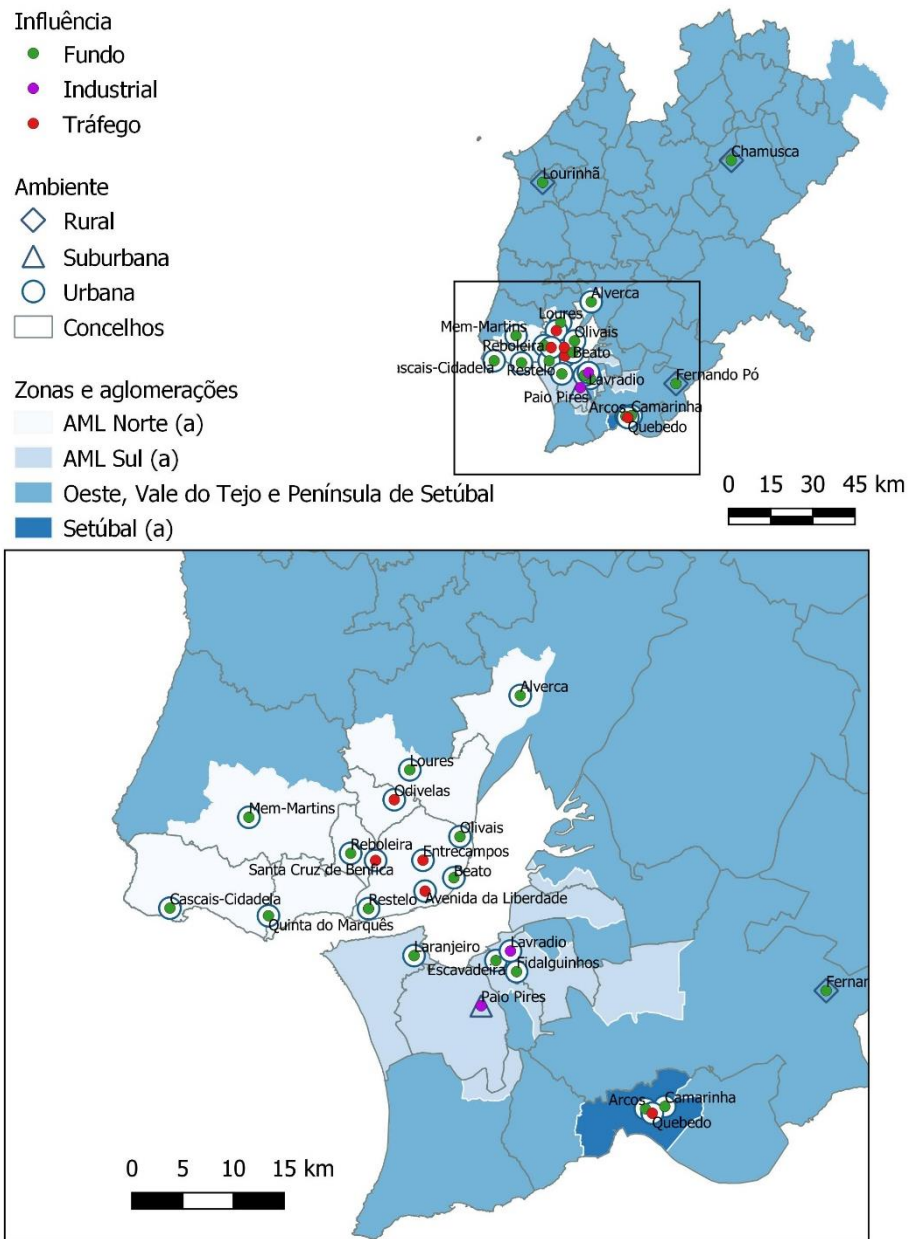 Influência
Fundo
Industrial
Tráfego
Ambiente
Rural
Suburbana
Urbana
Concelhos
Zonas e aglomerações
AML Norte (a)
AML Sul (a)
Oeste, Vale do Tejo e Península de Setúbal
Setúbal (a)
Chamusca
Lourinhã
Alverca
Loures
Mem-Martins
Olivais
Reboleira
Beato
ascais-Cidadela
Restelo
Lavradio
Fernando Pó
Paio Pires
Arcos
Camarinha
Quebedo
0 15 30 45 km
Alverca
Loures
Odivelas
Mem-Martins
Olivais
Reboleira
Entrecampos
Santa Cruz de Benfica
Beato
Cascais-Cidadela
Restelo
Avenida da Liberdade
Quinta do Marquês
Laranjeiro
Lavradio
Escavadeira
Fidalguinhos
Paio Pires
Fernar
Arcos
Camarinha
Quebedo
0 5 10 15 km